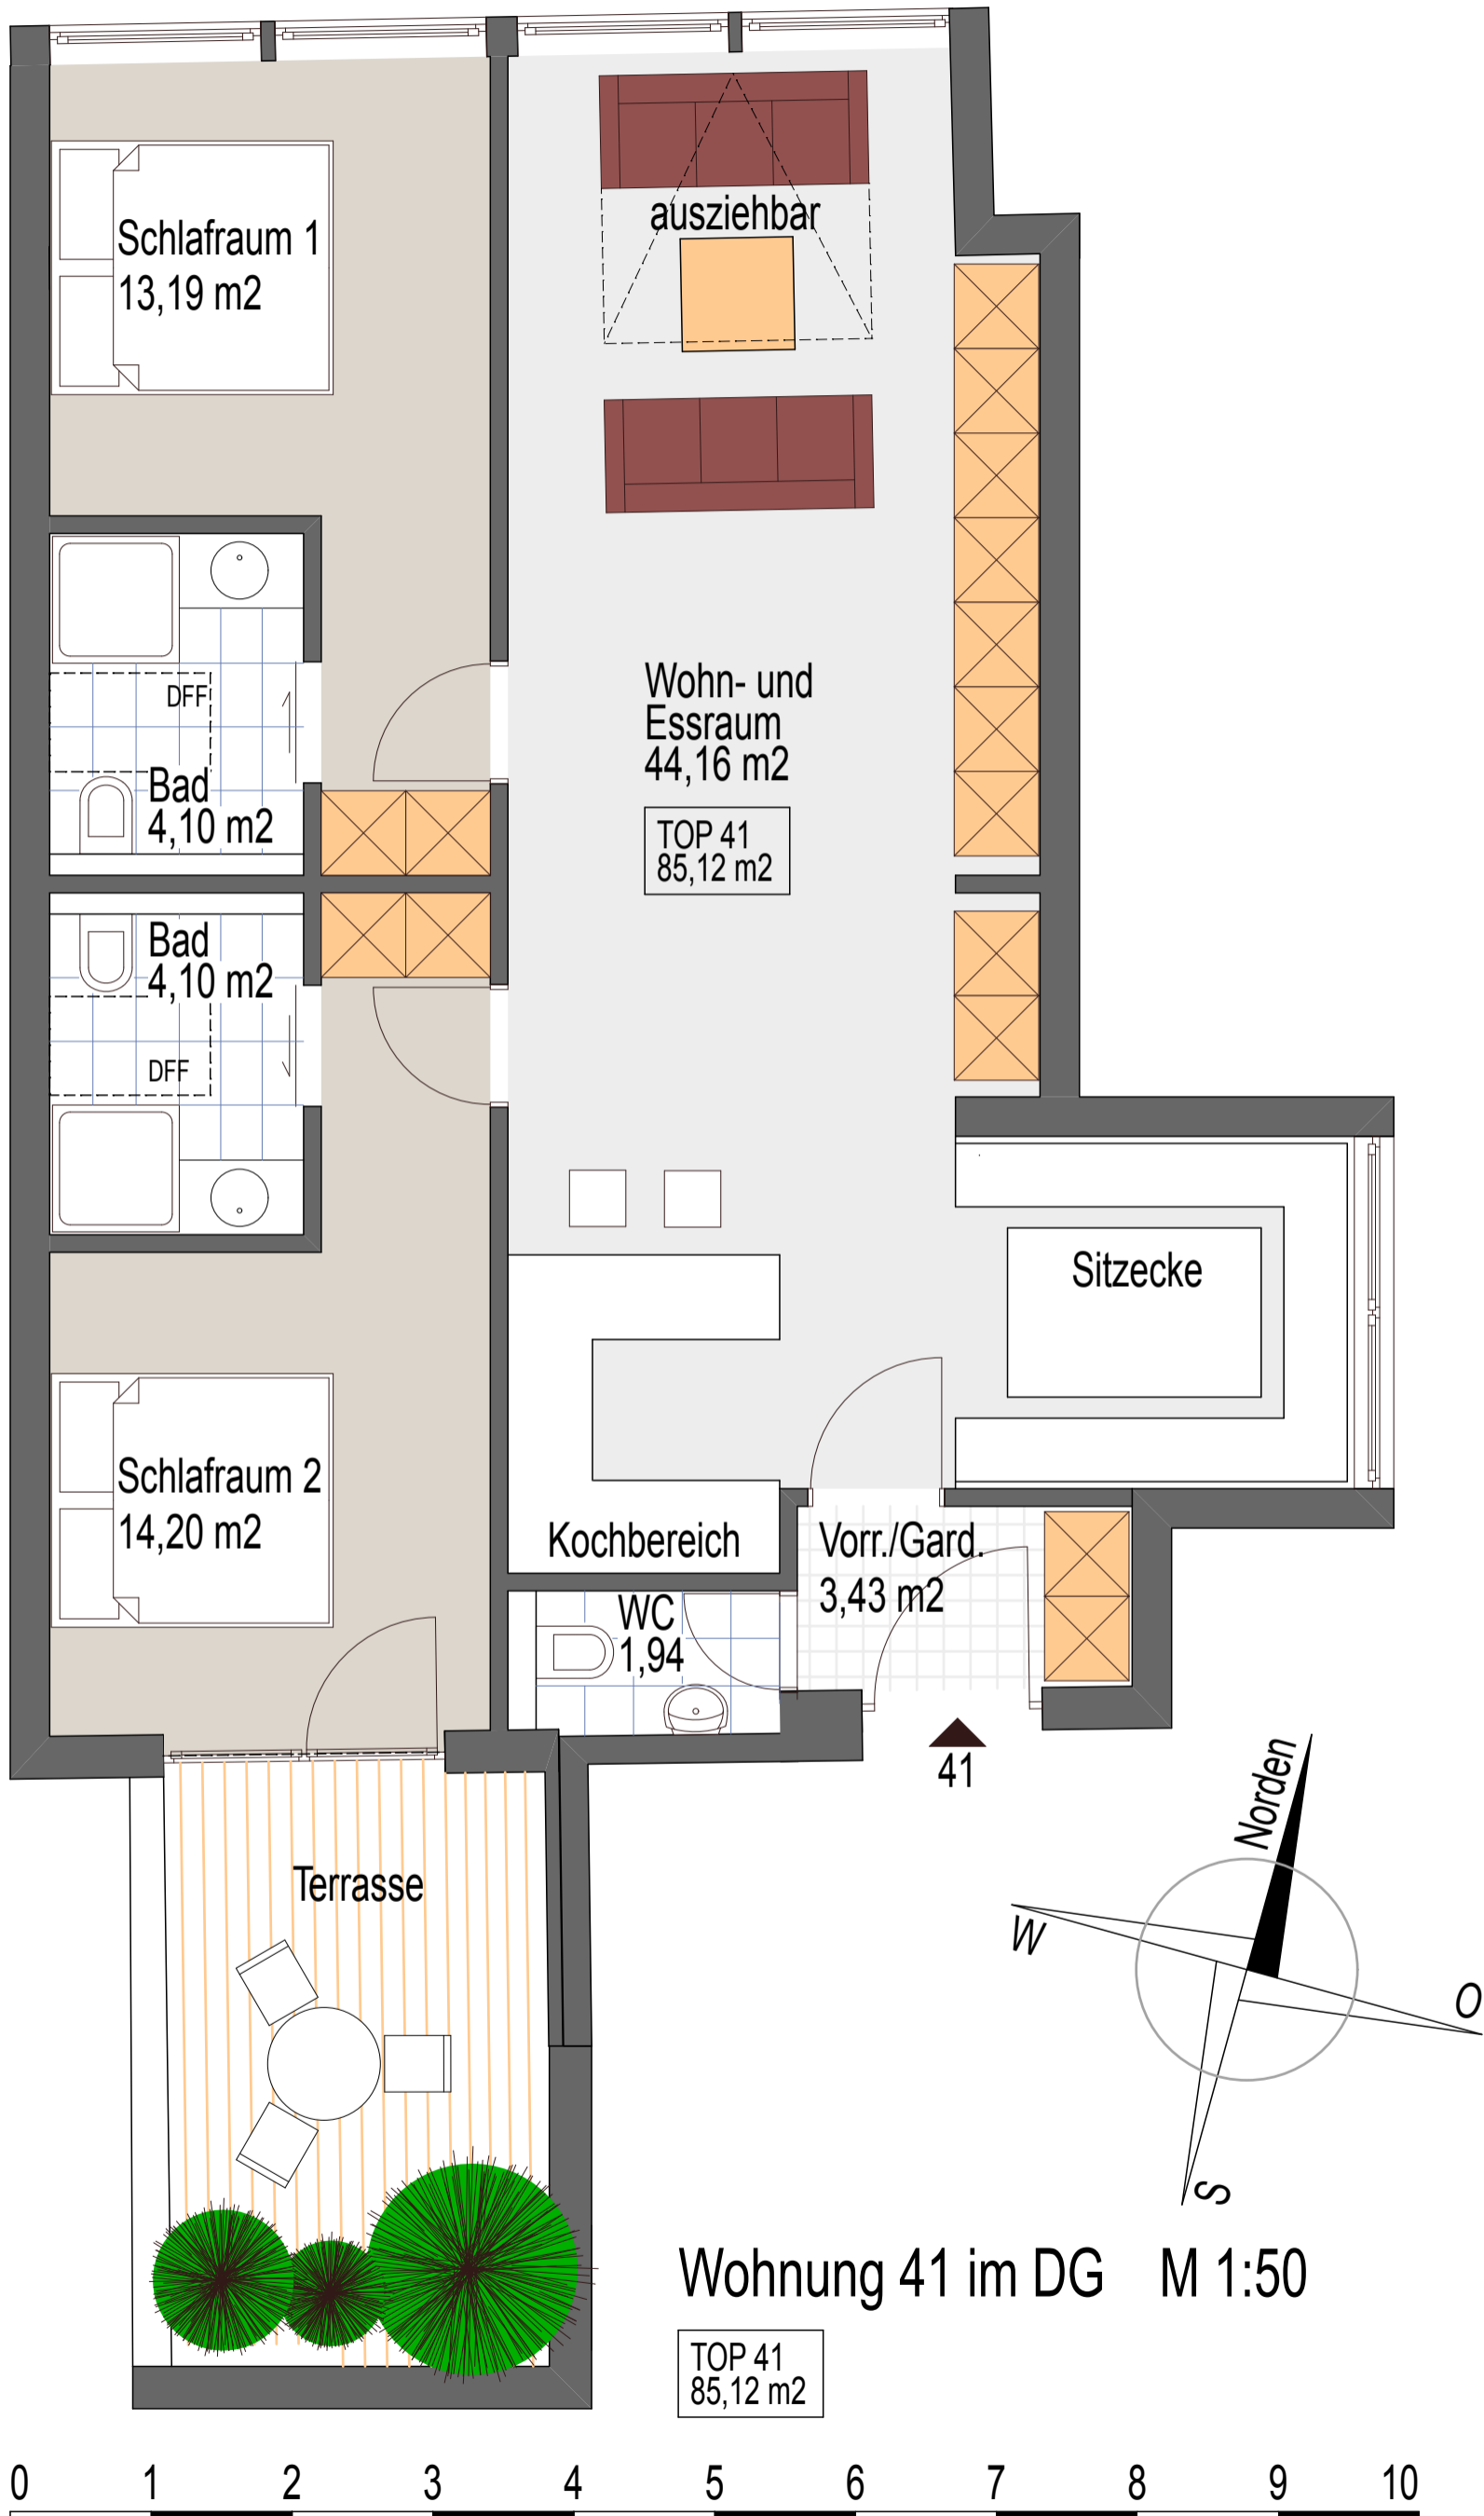 Schlafraum 1
13,19 m2
ausziehbar
Wohn- und
Essraum
44,16 m2
TOP 41
85,12 m2
DFF
Bad
4,10 m2
Bad
4,10 m2
DFF
Sitzecke
Schlafraum 2
14,20 m2
Kochbereich
Vorr./Gard.
3,43 m2
WC
1,94
41
Terrasse
Norden
W
O
S
Wohnung 41 im DG M 1:50
TOP 41
85,12 m2
0 1 2 3 4 5 6 7 8 9 10